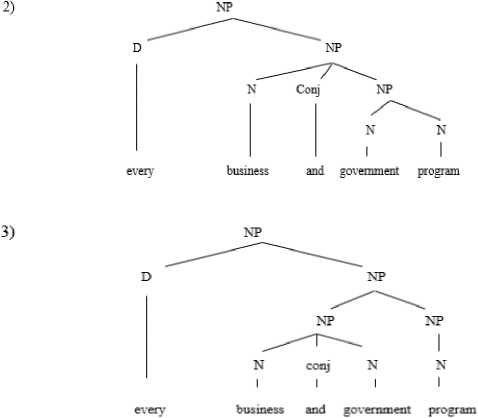 2) NP
D NP
N Conj NP
N N
every business and government program
3) NP
D NP
NP NP
N conj N N
every business and government program